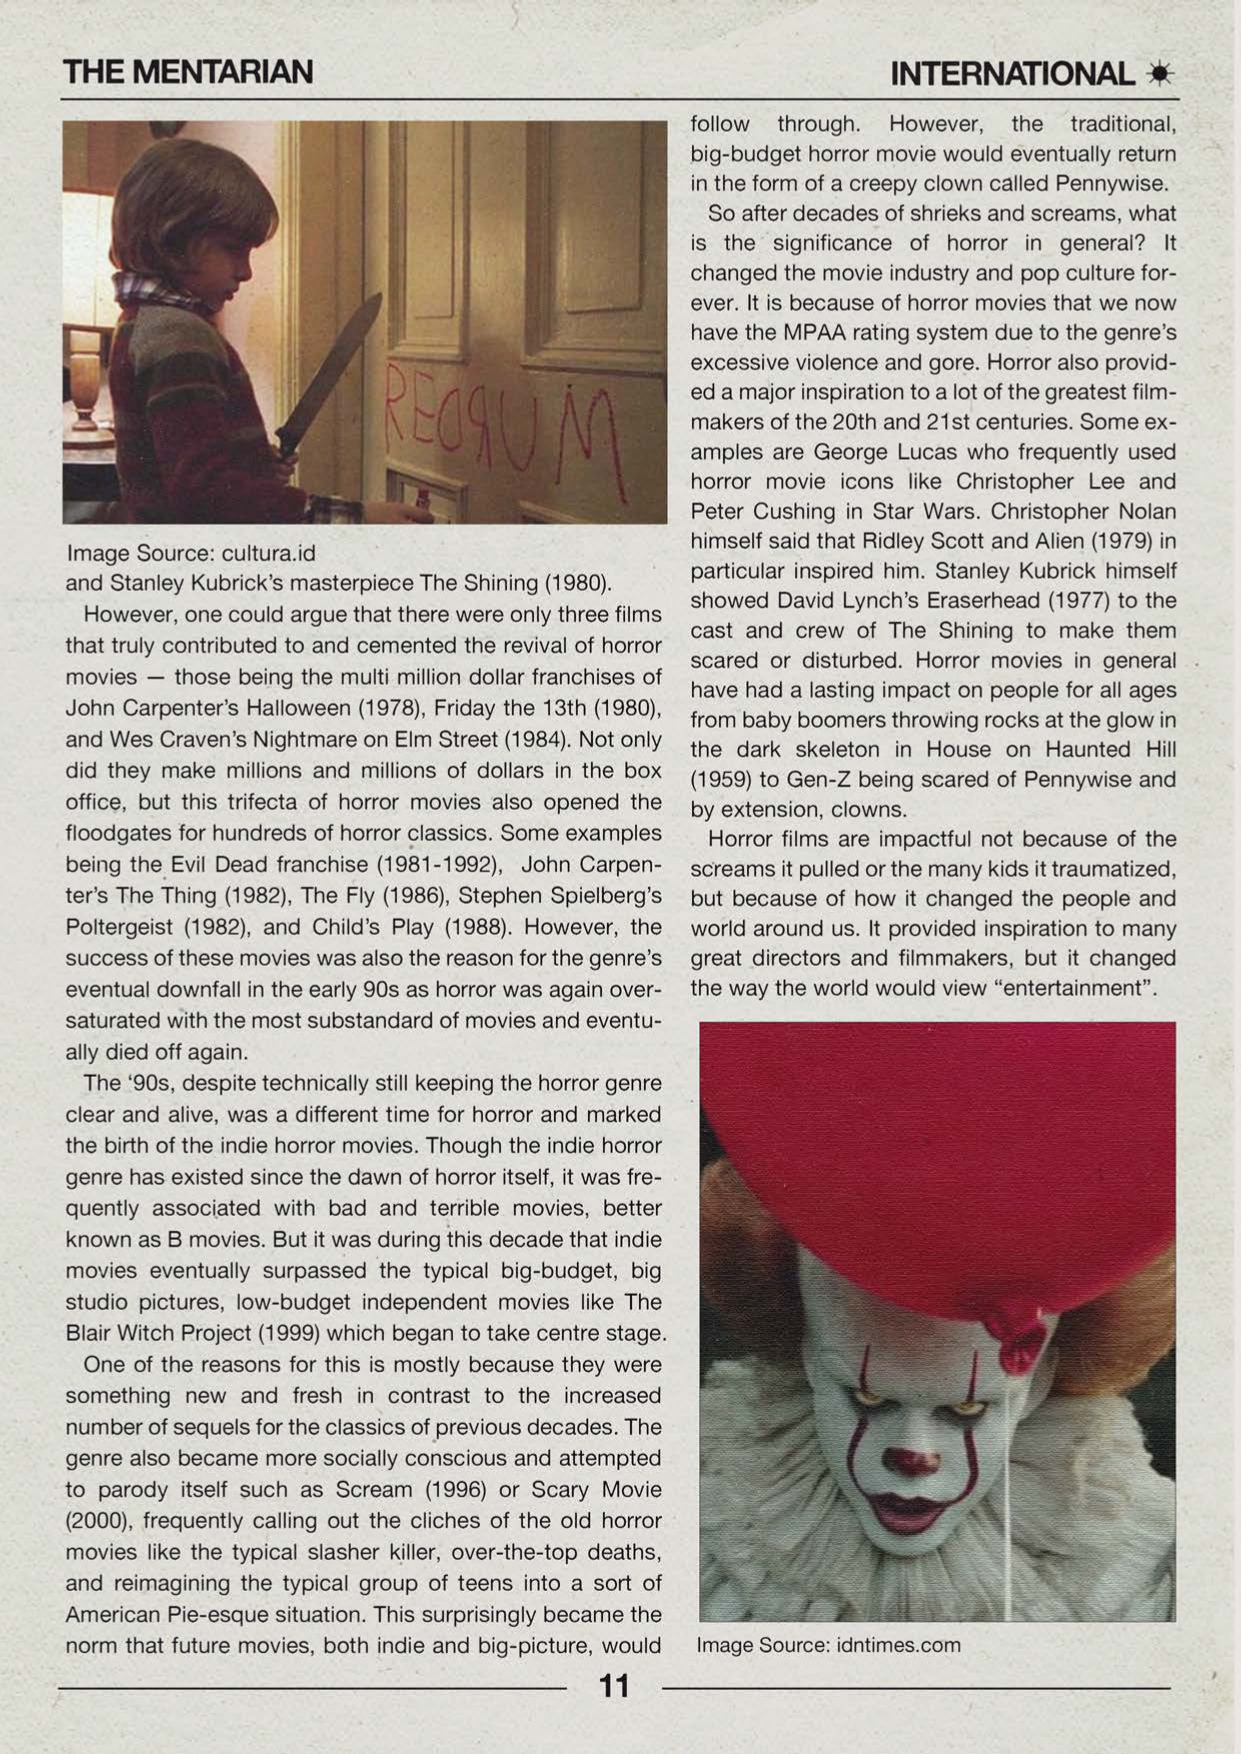 THE MENTARIAN
INTERNATIONAL
REDRUM
Image Source: cultura.id
and Stanley Kubrick's masterpiece The Shining (1980).
However, one could argue that there were only three films
that truly contributed to and cemented the revival of horror
movies — those being the multi million dollar franchises of
John Carpenter's Halloween (1978), Friday the 13th (1980),
and Wes Craven's Nightmare on Elm Street (1984). Not only
did they make millions and millions of dollars in the box
office, but this trifecta of horror movies also opened the
floodgates for hundreds of horror classics. Some examples
being the Evil Dead franchise (1981-1992), John Carpen-
ter's The Thing (1982), The Fly (1986), Stephen Spielberg's
Poltergeist (1982), and Child's Play (1988). However, the
success of these movies was also the reason for the genre's
eventual downfall in the early 90s as horror was again over-
saturated with the most substandard of movies and eventu-
ally died off again.
The ‘90s, despite technically still keeping the horror genre
clear and alive, was a different time for horror and marked
the birth of the indie horror movies. Though the indie horror
genre has existed since the dawn of horror itself, it was fre-
quently associated with bad and terrible movies, better
known as B movies. But it was during this decade that indie
movies eventually surpassed the typical big-budget, big
studio pictures, low-budget independent movies like The
Blair Witch Project (1999) which began to take centre stage.
One of the reasons for this is mostly because they were
something new and fresh in contrast to the increased
number of sequels for the classics of previous decades. The
genre also became more socially conscious and attempted
to parody itself such as Scream (1996) or Scary Movie
(2000), frequently calling out the cliches of the old horror
movies like the typical slasher killer, over-the-top deaths,
and reimagining the typical group of teens into a sort of
American Pie-esque situation. This surprisingly became the
norm that future movies, both indie and big-picture, would
follow through. However, the traditional,
big-budget horror movie would eventually return
in the form of a creepy clown called Pennywise.
So after decades of shrieks and screams, what
is the significance of horror in general? It
changed the movie industry and pop culture for-
ever. It is because of horror movies that we now
have the MPAA rating system due to the genre's
excessive violence and gore. Horror also provid-
ed a major inspiration to a lot of the greatest film-
makers of the 20th and 21st centuries. Some ex-
amples are George Lucas who frequently used
horror movie icons like Christopher Lee and
Peter Cushing in Star Wars. Christopher Nolan
himself said that Ridley Scott and Alien (1979) in
particular inspired him. Stanley Kubrick himself
showed David Lynch's Eraserhead (1977) to the
cast and crew of The Shining to make them
scared or disturbed. Horror movies in general
have had a lasting impact on people for all ages
from baby boomers throwing rocks at the glow in
the dark skeleton in House on Haunted Hill
(1959) to Gen-Z being scared of Pennywise and
by extension, clowns.
Horror films are impactful not because of the
screams it pulled or the many kids it traumatized,
but because of how it changed the people and
world around us. It provided inspiration to many
great directors and filmmakers, but it changed
the way the world would view “entertainment”.
Image Source: idntimes.com
11